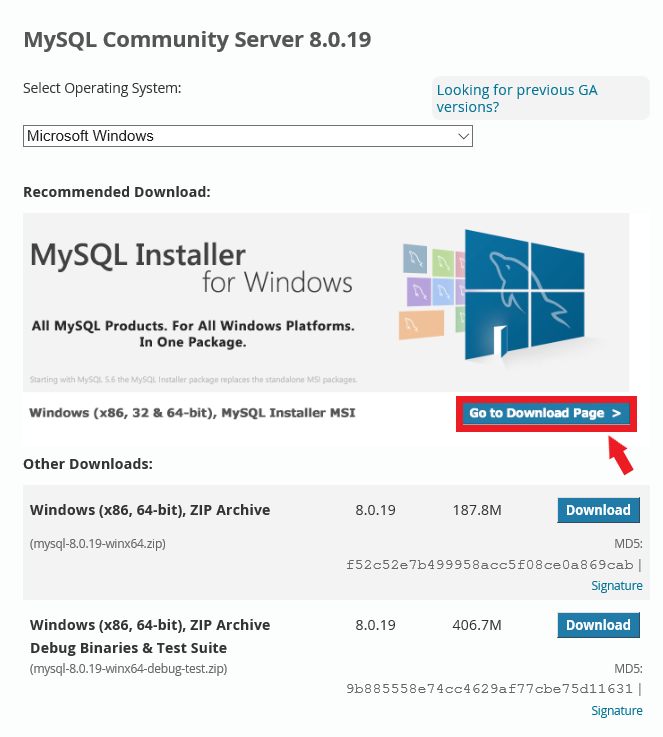 MySQL Community Server 8.0.19
Select Operating System:
Looking for previous GA
versions?
Microsoft Windows
Recommended Download:
MySQL Installer
for Windows
All MySQL Products. For All Windows Platforms.
In One Package.
Starting with MySQL 5.6 the MySQL Installer package replaces the standalone MSI packages.
Windows (x86, 32 & 64-bit), MySQL Installer MSI
Go to Download Page >
Other Downloads:
Windows (x86, 64-bit), ZIP Archive 8.0.19 187.8M Download
(mysql-8.0.19-winx64.zip) MD5:
f52c52e7b499958acc5f08ce0a869cab |
Signature
Windows (x86, 64-bit), ZIP Archive 8.0.19 406.7M Download
Debug Binaries & Test Suite
(mysql-8.0.19-winx64-debug-test.zip) MD5:
9b885558e74cc4629af77cbe75d11631 |
Signature